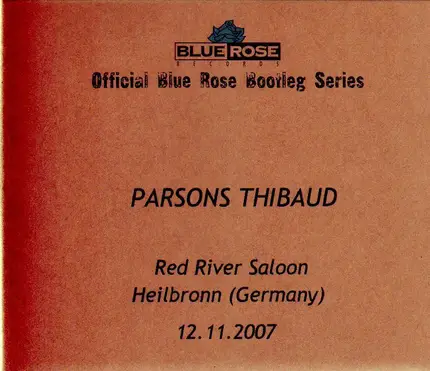 BLUE ROSE
RECORDS
Official Blue Rose Bootleg Series
PARSONS THIBAUD
Red River Saloon
Heilbronn (Germany)
12.11.2007